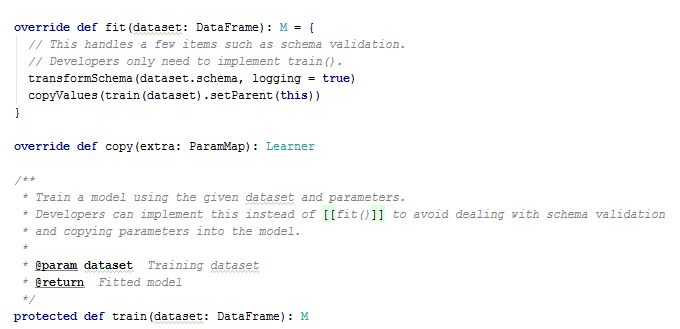 override def fit(dataset: DataFrame): M = {
// This handles a few items such as schema validation.
// Developers only need to implement train().
transformSchema(dataset.schema, logging = true)
copyValues(train(dataset).setParent(this))
}
override def copy(extra: ParamMap): Learner
/**
* Train a model using the given dataset and parameters.
* Developers can implement this instead of [[fit()]] to avoid dealing with schema validation
* and copying parameters into the model.
*
* @param dataset  Training dataset
* @return  Fitted model
*/
protected def train(dataset: DataFrame): M